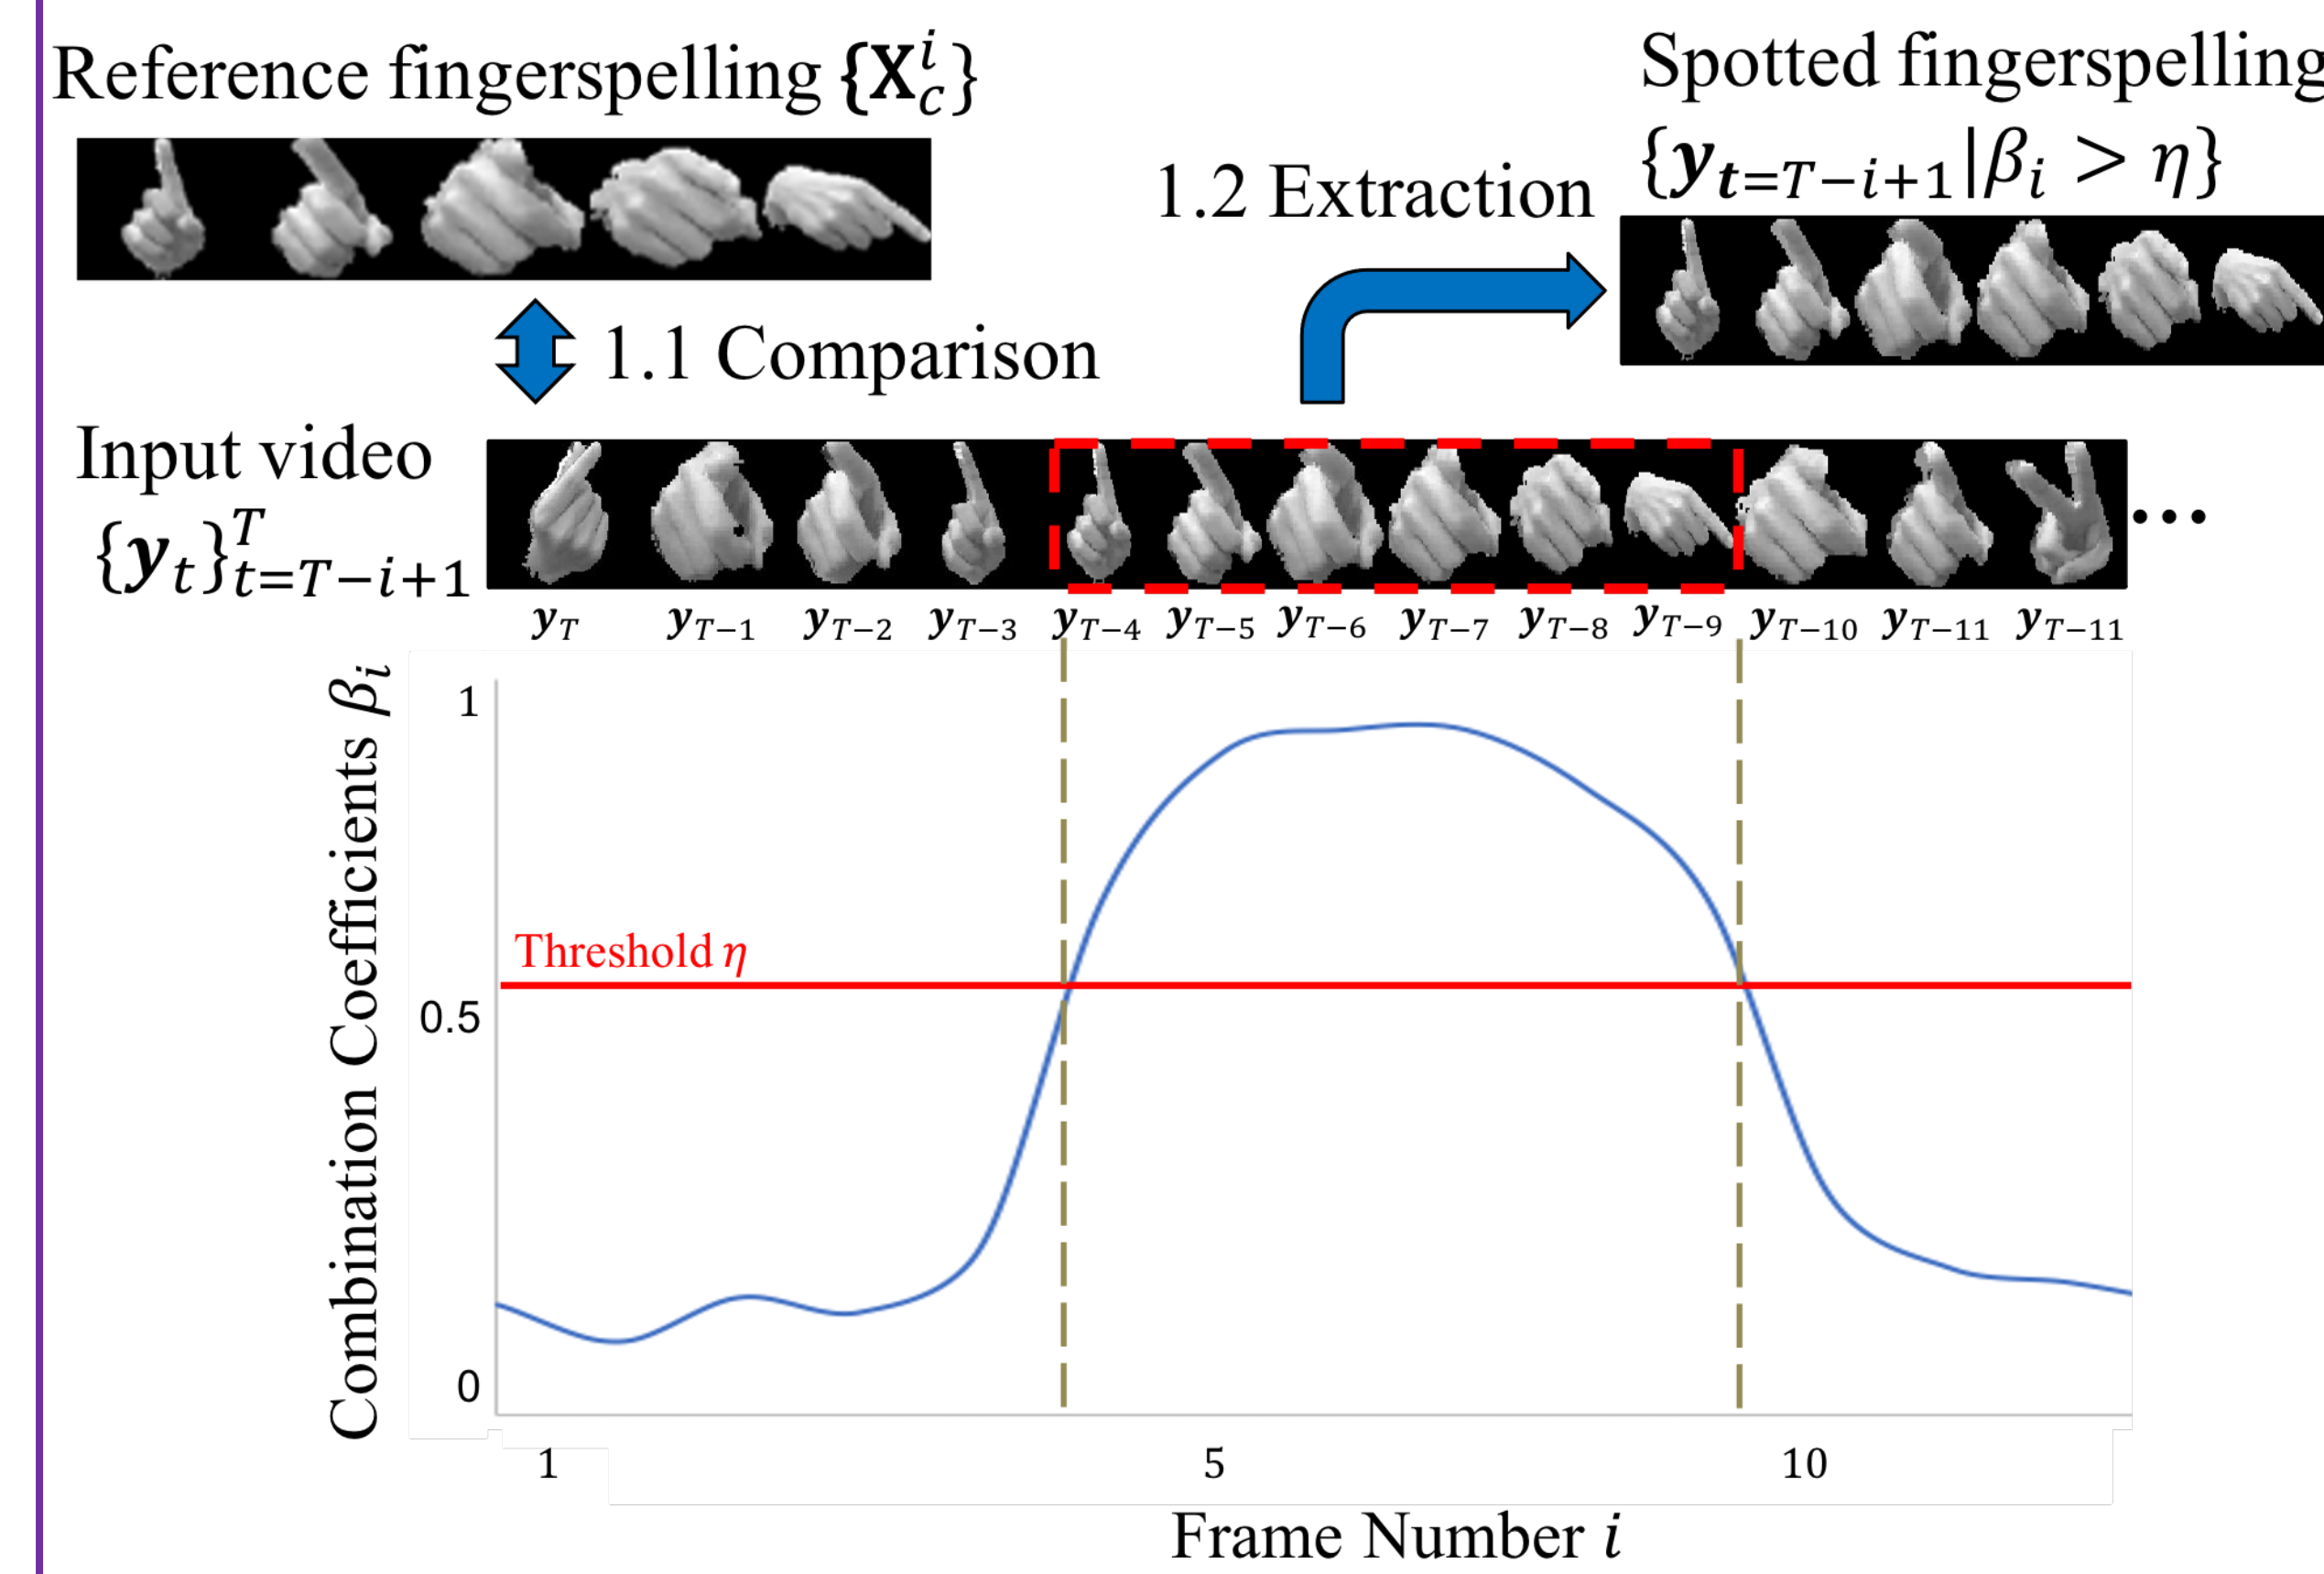 Reference fingerspelling {𝐗ᵢ_c}
Spotted fingerspelling
{𝒚_{𝒕=T−i+1}|β_i > η}
1.2 Extraction
1.1 Comparison
Input video
{𝒚_t}^T_{t=T−i+1}
...
𝒚_T 𝒚_{T−1} 𝒚_{T−2} 𝒚_{T−3} 𝒚_{T−4} 𝒚_{T−5} 𝒚_{T−6} 𝒚_{T−7} 𝒚_{T−8} 𝒚_{T−9} 𝒚_{T−10} 𝒚_{T−11} 𝒚_{T−11}
Combination Coefficients β_i
1
Threshold η
0.5
0
1 5 10
Frame Number i